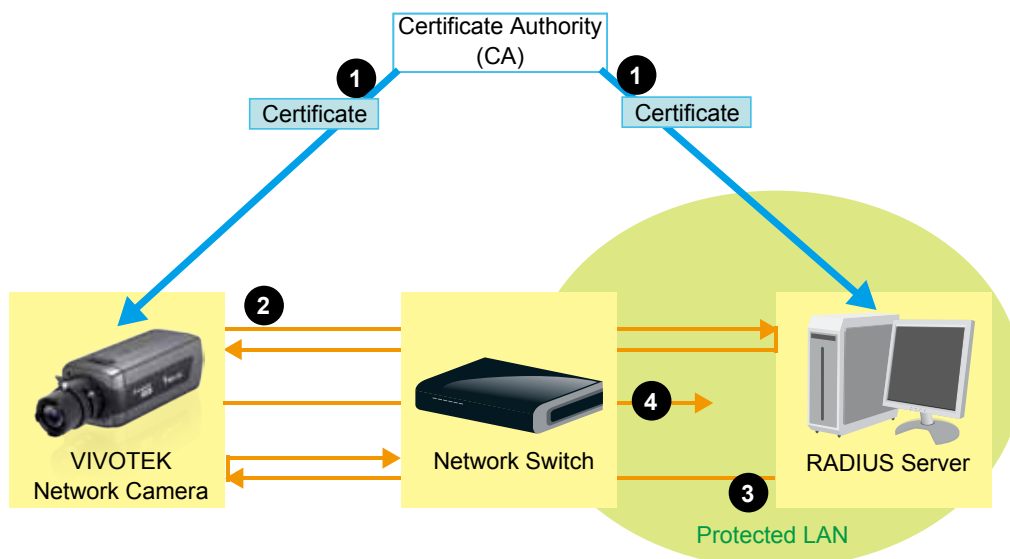 Certificate Authority
(CA)
1
1
Certificate
Certificate
2
4
VIVOTEK
Network Camera
Network Switch
RADIUS Server
3
Protected LAN